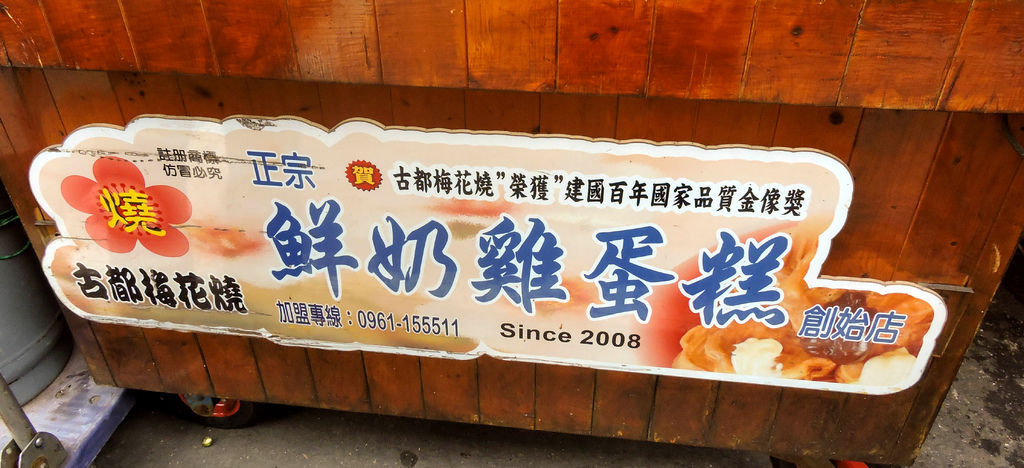 註冊商標
仿冒必究
燒
古都梅花燒
正宗
賀 古都梅花燒"榮獲"建國百年國家品質金像獎
鮮奶雞蛋糕
加盟專線：0961-155511
Since 2008
創始店